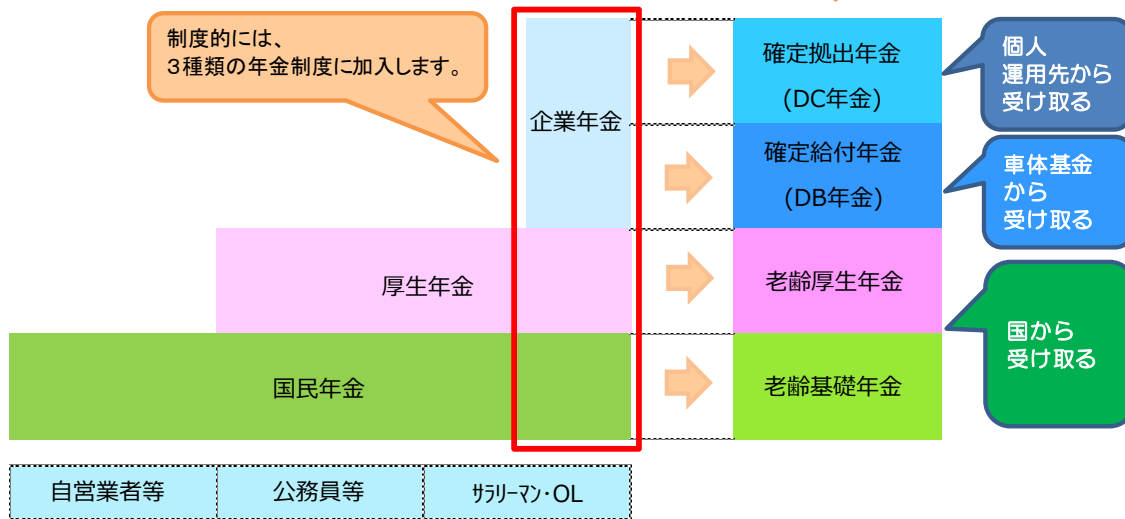 制度的には、
３種類の年金制度に加入します。
企業年金
確定拠出年金
(DC年金)
個人
運用先から
受け取る
確定給付年金
(DB年金)
車体基金
から
受け取る
厚生年金
老齢厚生年金
国から
受け取る
国民年金
老齢基礎年金
自営業者等
公務員等
ｻﾗﾘｰﾏﾝ･OL